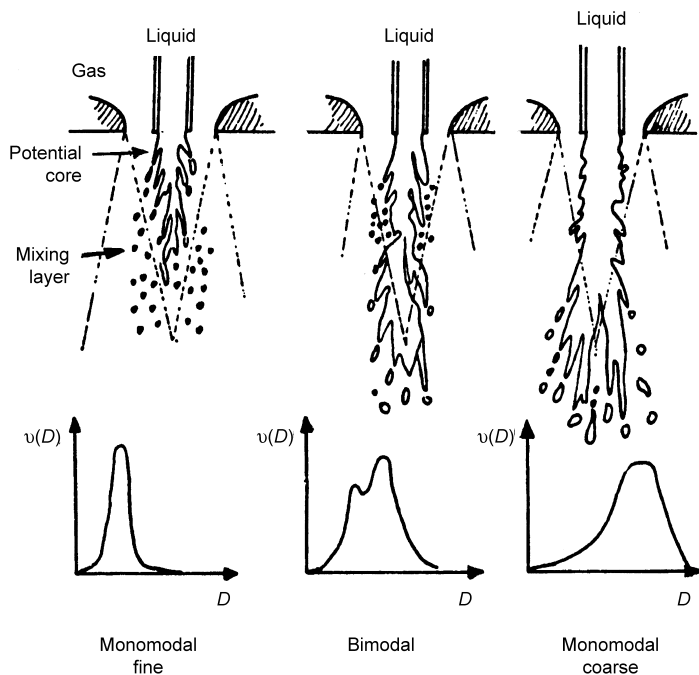 Liquid
Liquid
Liquid
Gas
Potential
core
Mixing
layer
υ(D)
υ(D)
υ(D)
D
D
D
Monomodal
fine
Bimodal
Monomodal
coarse